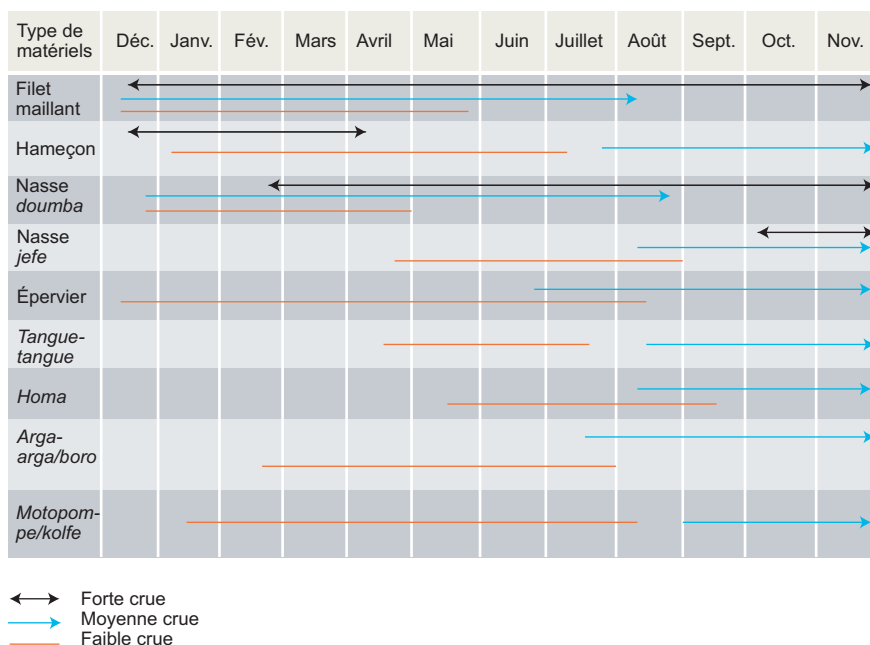 Type de
matériels
Déc. Janv. Fév. Mars Avril Mai Juin Juillet Août Sept. Oct. Nov.
Filet
maillant
Hameçon
Nasse
doumba
Nasse
jefe
Épervier
Tangue-
tangue
Homa
Arga-
arga/boro
Motopom-
pe/kolfe
Forte crue
Moyenne crue
Faible crue